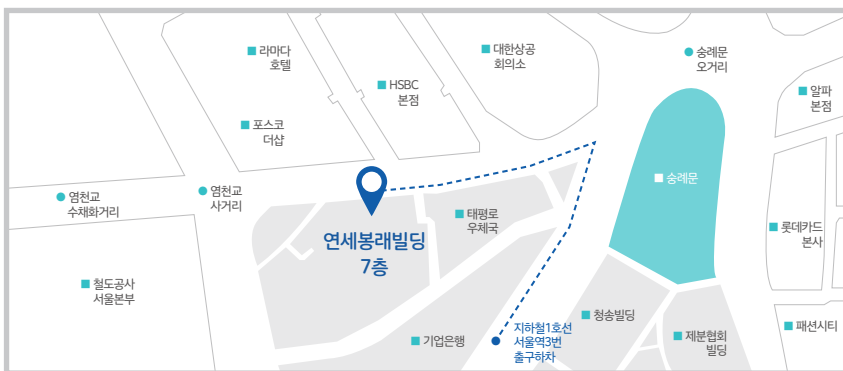 라마다
호텔
대한상공
회의소
숭례문
오거리
HSBC
본점
알파
본점
포스코
더샵
숭례문
염천교
수채화거리
염천교
사거리
태평로
우체국
롯데카드
본사
연세봉래빌딩
7층
철도공사
서울본부
기업은행
지하철1호선
서울역3번
출구하차
청송빌딩
제분협회
빌딩
패션시티